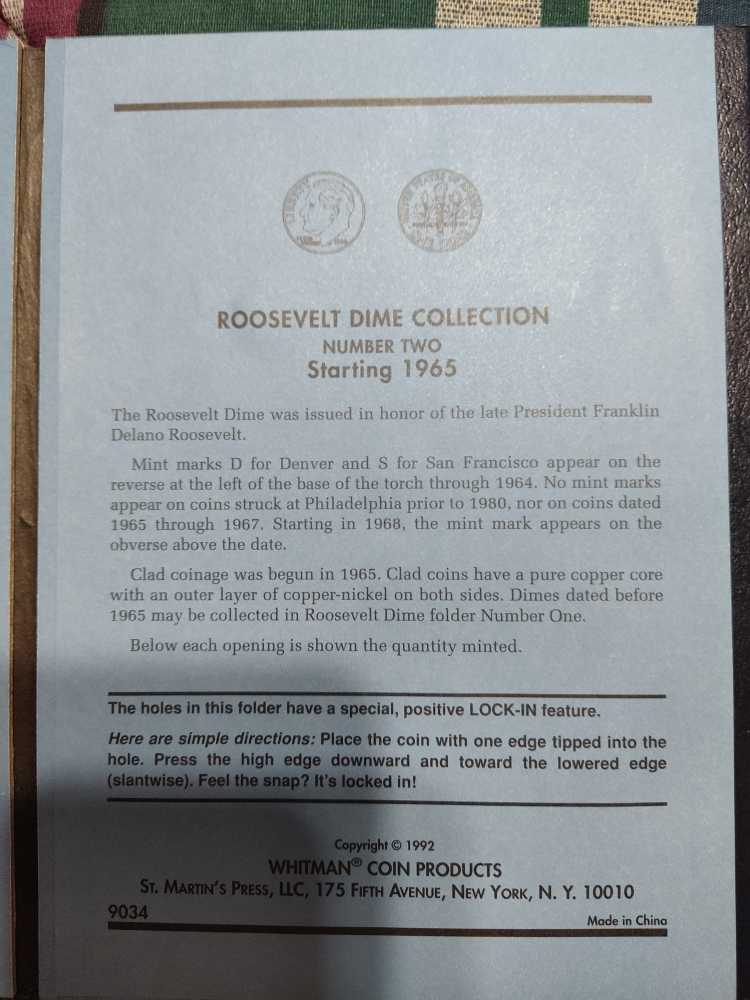 ROOSEVELT DIME COLLECTION
NUMBER TWO
Starting 1965
The Roosevelt Dime was issued in honor of the late President Franklin
Delano Roosevelt.
Mint marks D for Denver and S for San Francisco appear on the
reverse at the left of the base of the torch through 1964. No mint marks
appear on coins struck at Philadelphia prior to 1980, nor on coins dated
1965 through 1967. Starting in 1968, the mint mark appears on the
obverse above the date.
Clad coinage was begun in 1965. Clad coins have a pure copper core
with an outer layer of copper-nickel on both sides. Dimes dated before
1965 may be collected in Roosevelt Dime folder Number One.
Below each opening is shown the quantity minted.
The holes in this folder have a special, positive LOCK-IN feature.
Here are simple directions: Place the coin with one edge tipped into the
hole. Press the high edge downward and toward the lowered edge
(slantwise). Feel the snap? It's locked in!
Copyright © 1992
WHITMAN® COIN PRODUCTS
ST. MARTIN'S PRESS, LLC, 175 FIFTH AVENUE, NEW YORK, N. Y. 10010
9034
Made in China